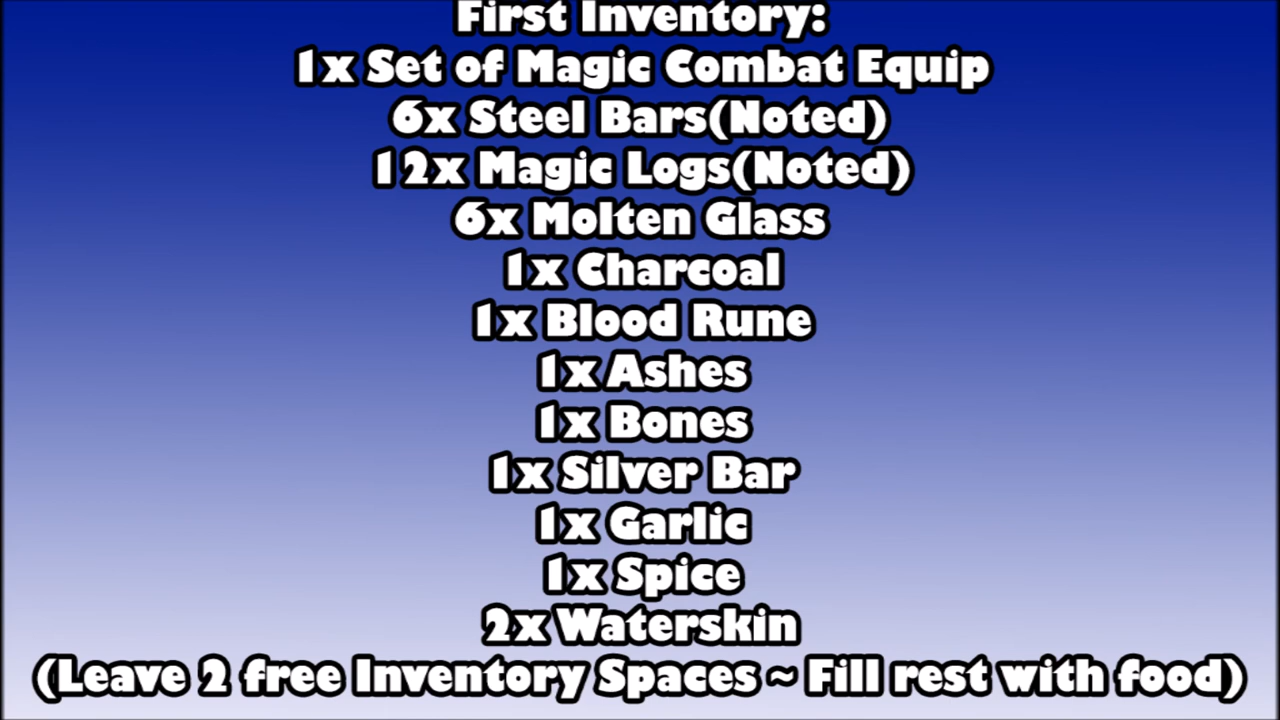 First Inventory:
1x Set of Magic Combat Equip
6x Steel Bars(Noted)
12x Magic Logs(Noted)
6x Molten Glass
1x Charcoal
1x Blood Rune
1x Ashes
1x Bones
1x Silver Bar
1x Garlic
1x Spice
2x Waterskin
(Leave 2 free Inventory Spaces ~ Fill rest with food)